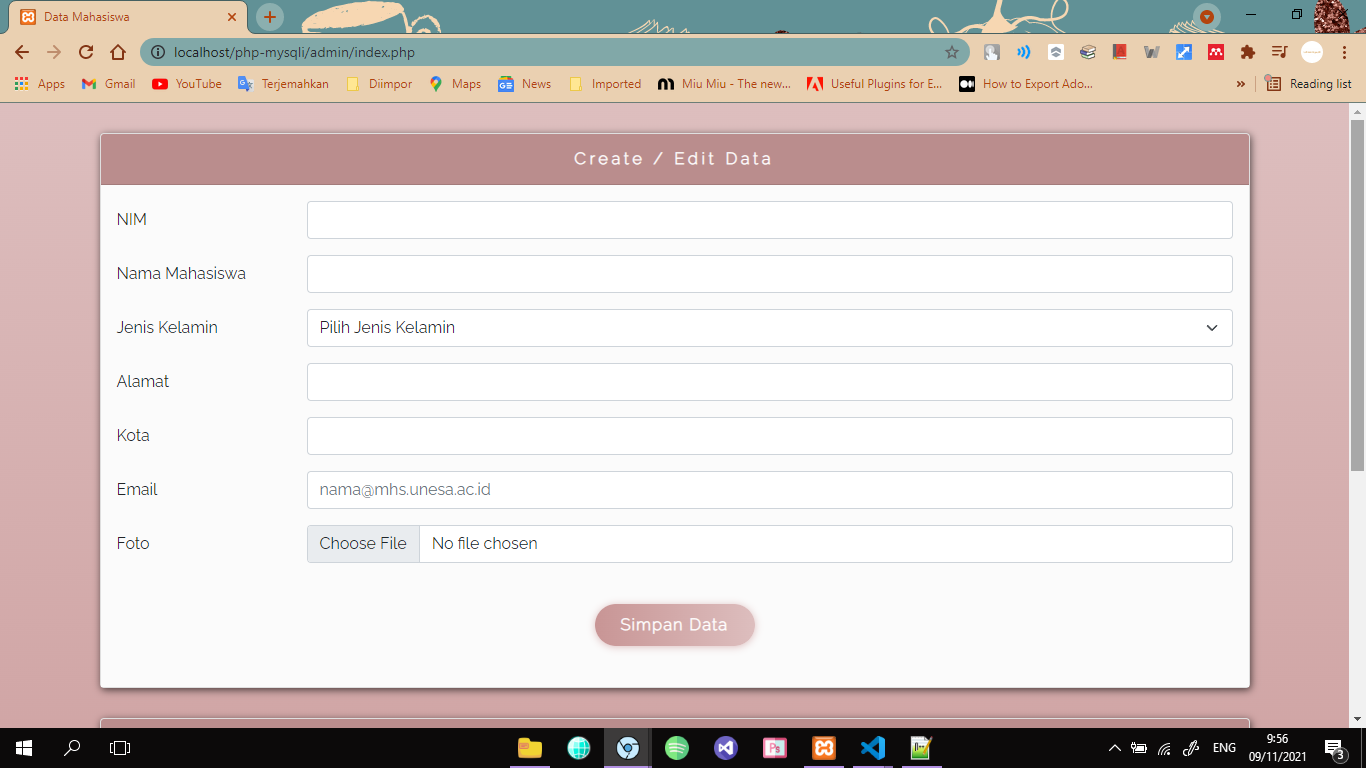 Data Mahasiswa
localhost/php-mysqli/admin/index.php
Apps Gmail YouTube Terjemahkan Diimpor Maps News Imported Miu Miu - The new... Useful Plugins for E... How to Export Ado... » Reading list
Create / Edit Data
NIM
Nama Mahasiswa
Jenis Kelamin Pilih Jenis Kelamin
Alamat
Kota
Email nama@mhs.unesa.ac.id
Foto Choose File No file chosen
Simpan Data
ENG
9:56
09/11/2021
3